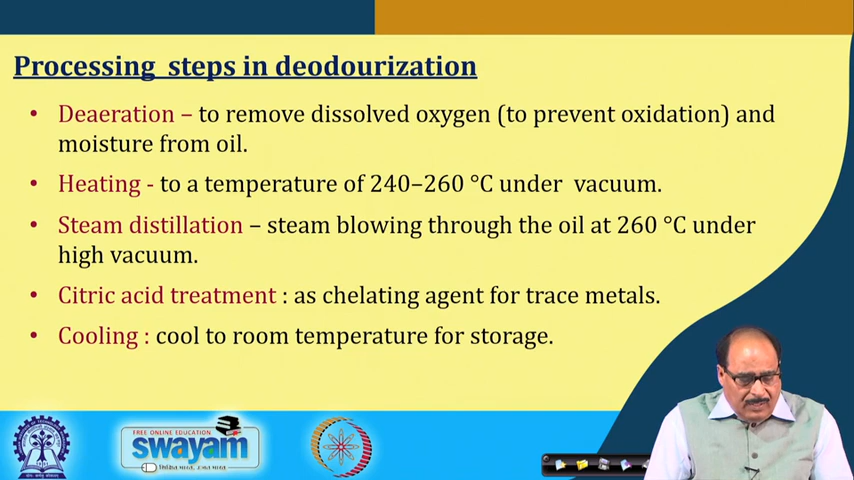 Processing steps in deodourization
• Deaeration – to remove dissolved oxygen (to prevent oxidation) and
moisture from oil.
• Heating - to a temperature of 240–260 °C under vacuum.
• Steam distillation – steam blowing through the oil at 260 °C under
high vacuum.
• Citric acid treatment : as chelating agent for trace metals.
• Cooling : cool to room temperature for storage.
FREE ONLINE EDUCATION
swayam